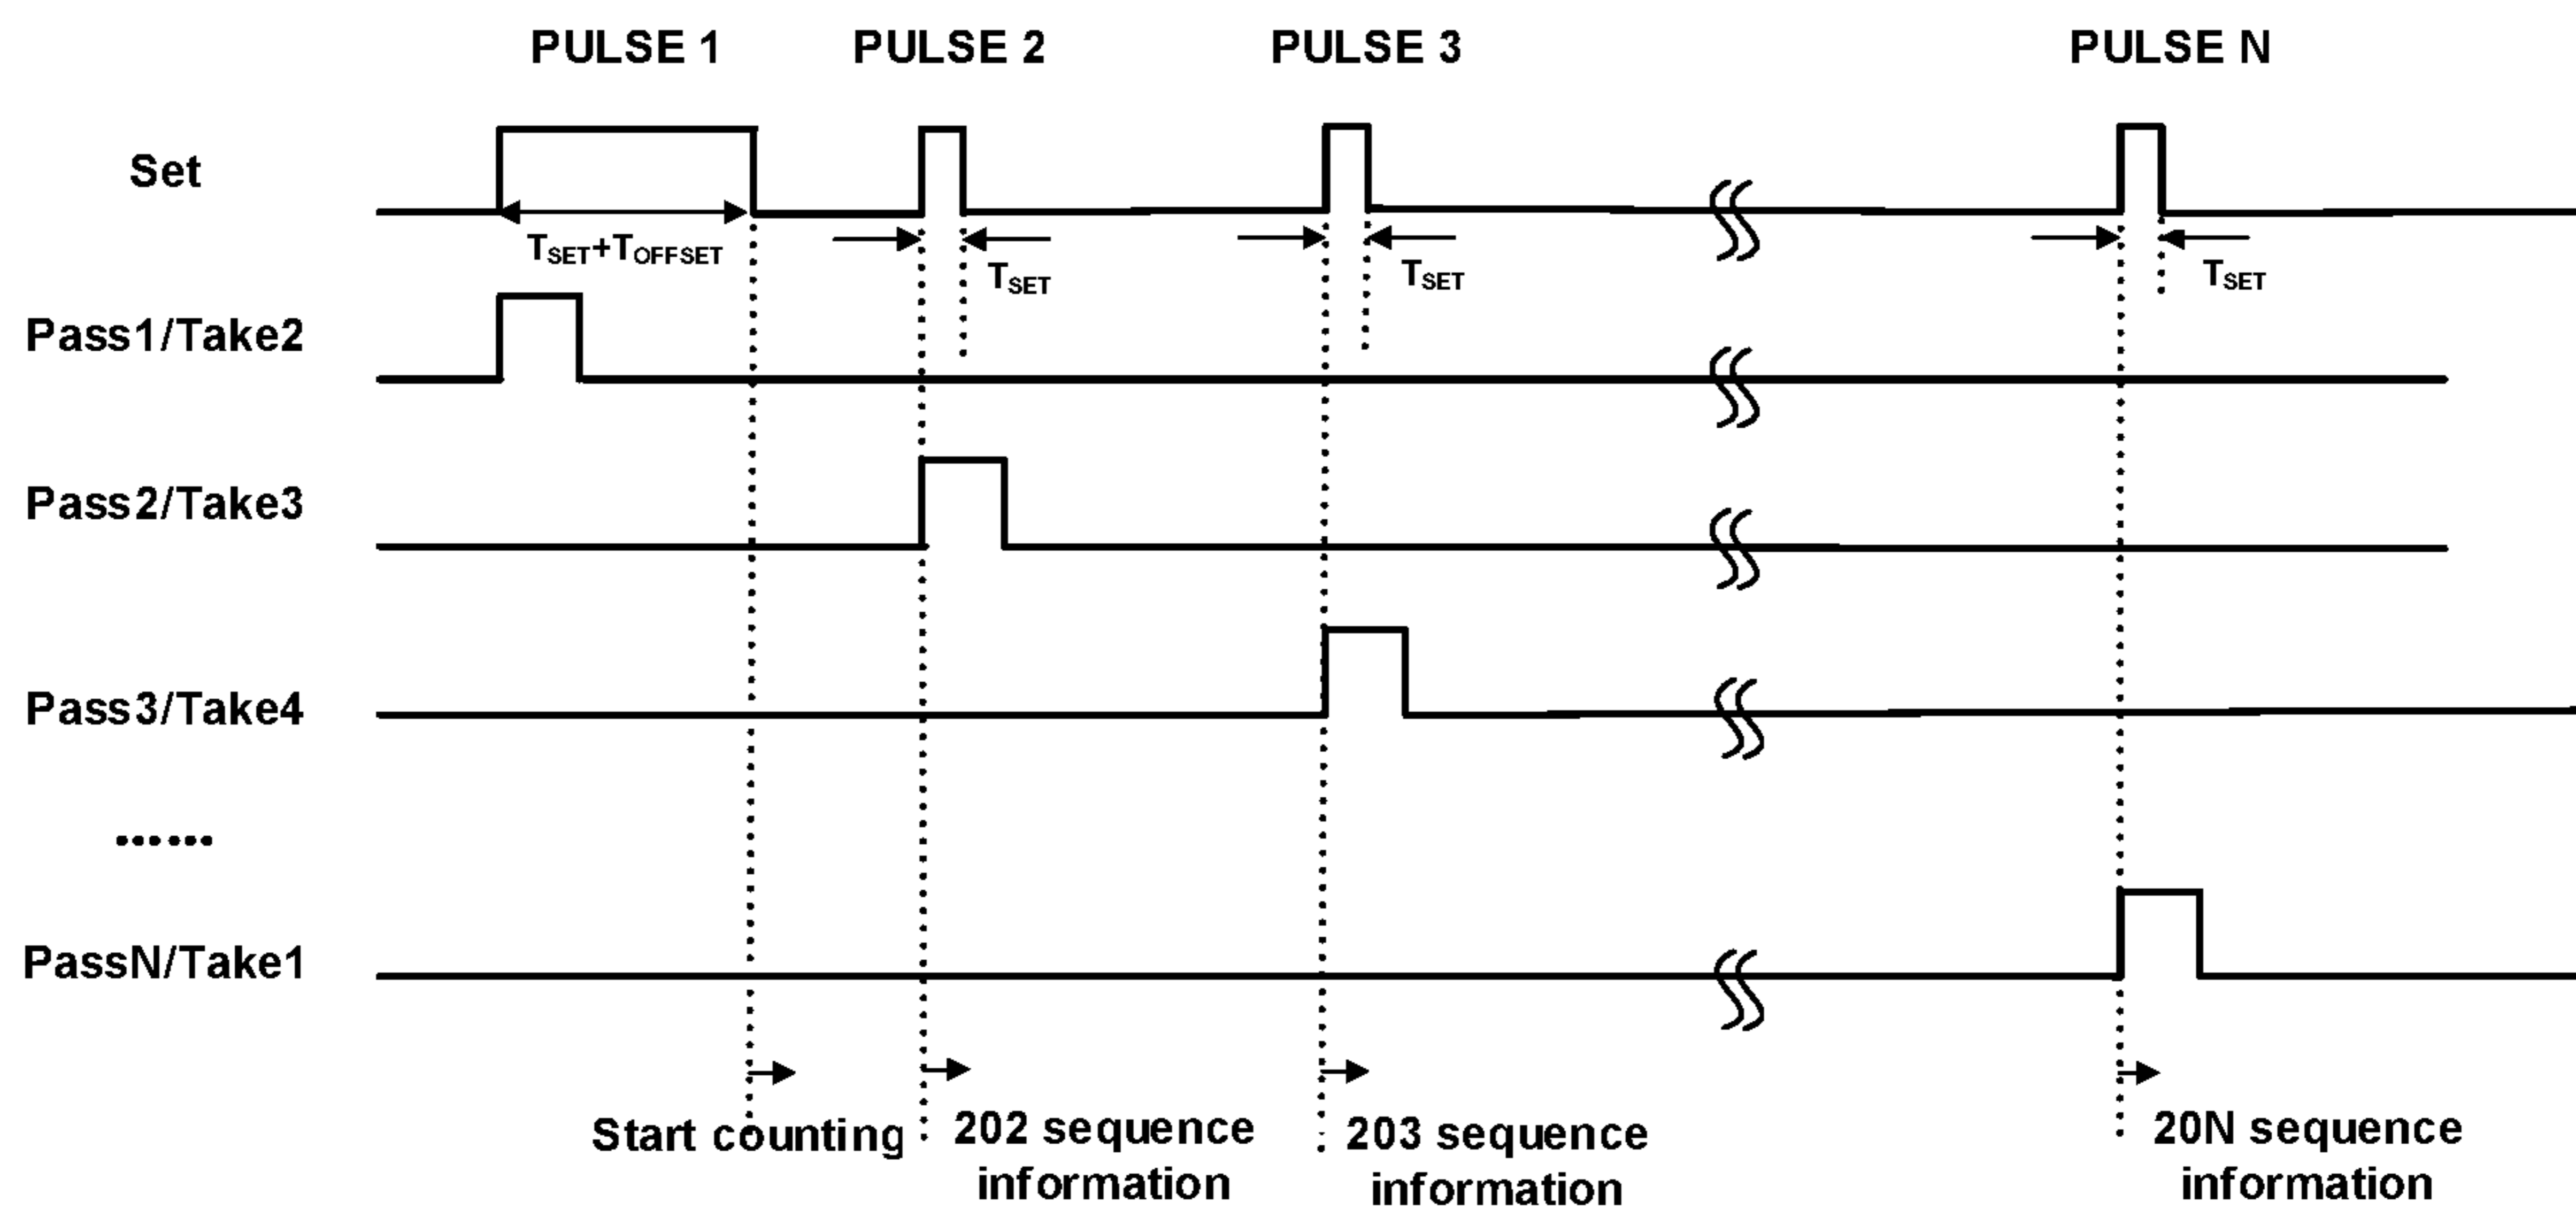 PULSE 1 PULSE 2 PULSE 3 PULSE N
Set
TSET+TOFFSET
TSET
TSET
TSET
Pass1/Take2
Pass2/Take3
Pass3/Take4
......
PassN/Take1
Start counting
202 sequence
information
203 sequence
information
20N sequence
information